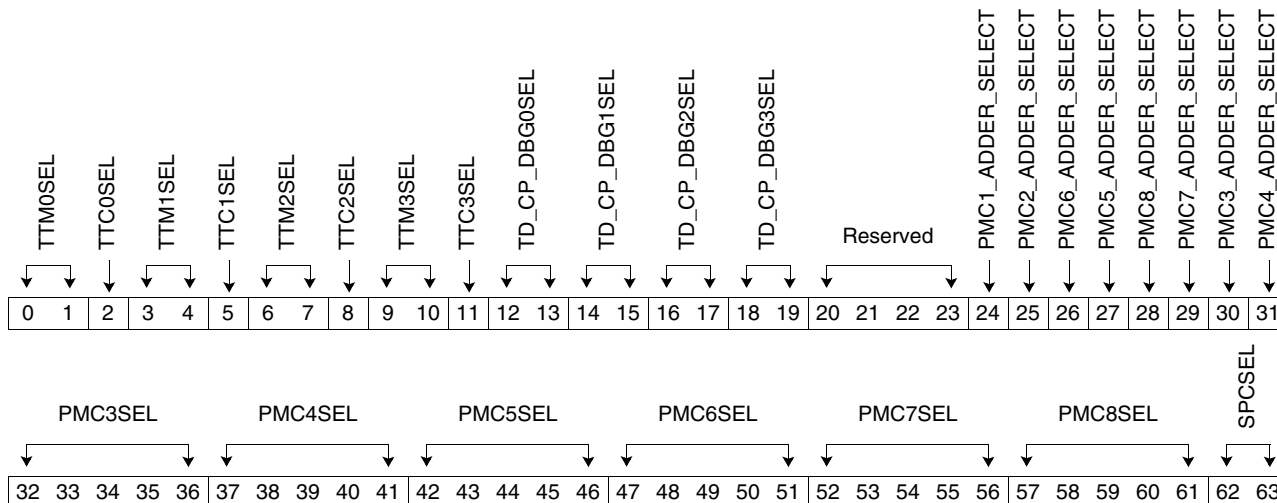 TTM0SEL
TTC0SEL
TTM1SEL
TTC1SEL
TTM2SEL
TTC2SEL
TTM3SEL
TTC3SEL
TD_CP_DBG0SEL
TD_CP_DBG1SEL
TD_CP_DBG2SEL
TD_CP_DBG3SEL
Reserved
PMC1_ADDER_SELECT
PMC2_ADDER_SELECT
PMC6_ADDER_SELECT
PMC5_ADDER_SELECT
PMC8_ADDER_SELECT
PMC7_ADDER_SELECT
PMC3_ADDER_SELECT
PMC4_ADDER_SELECT
0 1 2 3 4 5 6 7 8 9 10 11 12 13 14 15 16 17 18 19 20 21 22 23 24 25 26 27 28 29 30 31
PMC3SEL
PMC4SEL
PMC5SEL
PMC6SEL
PMC7SEL
PMC8SEL
SPCSEL
32 33 34 35 36 37 38 39 40 41 42 43 44 45 46 47 48 49 50 51 52 53 54 55 56 57 58 59 60 61 62 63